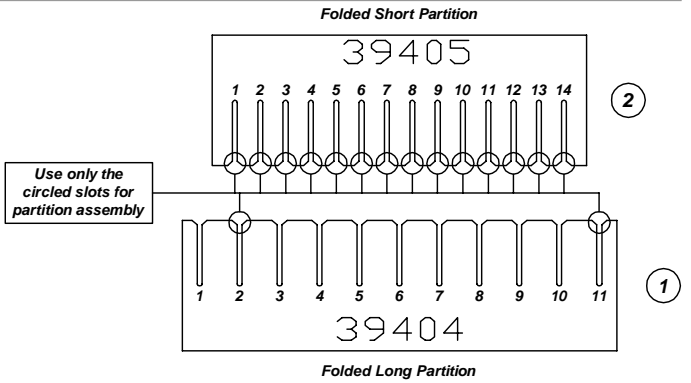 Folded Short Partition
39405
1 2 3 4 5 6 7 8 9 10 11 12 13 14
2
Use only the
circled slots for
partition assembly
1 2 3 4 5 6 7 8 9 10 11
1
39404
Folded Long Partition